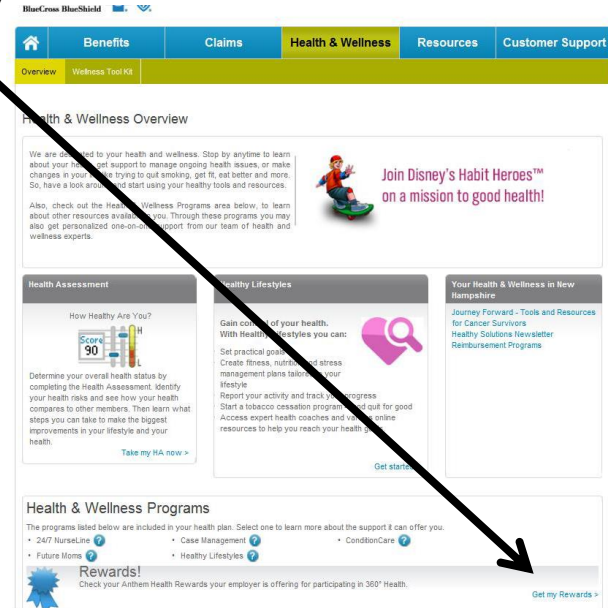 BlueCross BlueShield
Benefits Claims Health & Wellness Resources Customer Support
Overview Wellness Tool Kit
Health & Wellness Overview
We are dedicated to your health and wellness. Stop by anytime to learn
about your health, get support to manage ongoing health issues, or make
changes in your life like trying to quit smoking, get fit, eat better and more.
So, have a look around and start using your healthy tools and resources.
Also, check out the Health & Wellness Programs area below, to learn
about other resources available to you. Through these programs you may
also get personalized one-on-one support from our team of health and
wellness experts.
Join Disney's Habit Heroes™
on a mission to good health!
Health Assessment
How Healthy Are You?
Score
90
H
L
Determine your overall health status by
completing the Health Assessment. Identify
your health risks and see how your health
compares to other members. Then learn what
steps you can take to make the biggest
improvements in your lifestyle and your
health.
Take my HA now >
Healthy Lifestyles
Gain control of your health.
With Healthy Lifestyles you can:
Set practical goals
Create fitness, nutrition and stress
management plans tailored to your
lifestyle
Report your activity and track your progress
Start a tobacco cessation program and quit for good
Access expert health coaches and various online
resources to help you reach your health goals
Get started
Your Health & Wellness in New
Hampshire
Journey Forward - Tools and Resources
for Cancer Survivors
Healthy Solutions Newsletter
Reimbursement Programs
Health & Wellness Programs
The programs listed below are included in your health plan. Select one to learn more about the support it can offer you.
• 24/7 NurseLine ? • Case Management ? • ConditionCare ?
• Future Moms ? • Healthy Lifestyles ?
Rewards!
Check your Anthem Health Rewards your employer is offering for participating in 360° Health.
Get my Rewards >